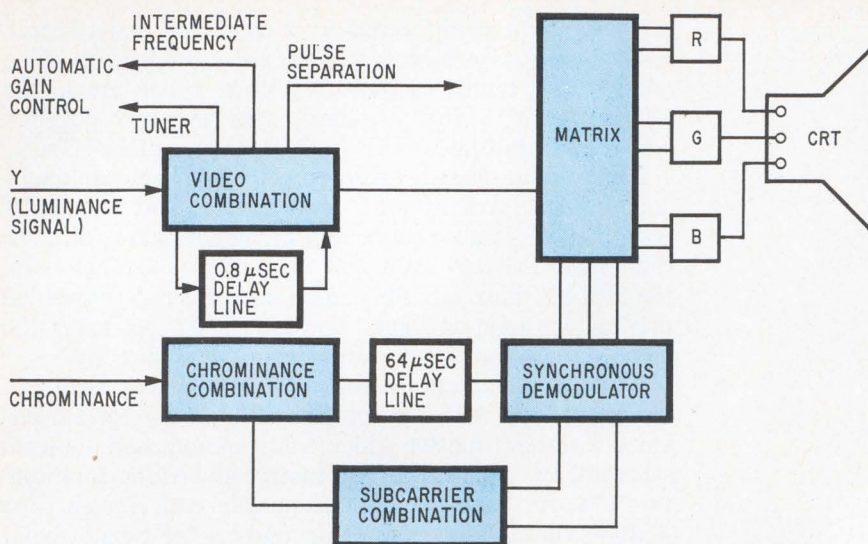 INTERMEDIATE
FREQUENCY
AUTOMATIC
GAIN
CONTROL
TUNER
PULSE
SEPARATION
Y
(LUMINANCE
SIGNAL)
VIDEO
COMBINATION
0.8 μSEC
DELAY
LINE
MATRIX
R
G
B
CRT
CHROMINANCE
CHROMINANCE
COMBINATION
64 μSEC
DELAY
LINE
SYNCHRONOUS
DEMODULATOR
SUBCARRIER
COMBINATION